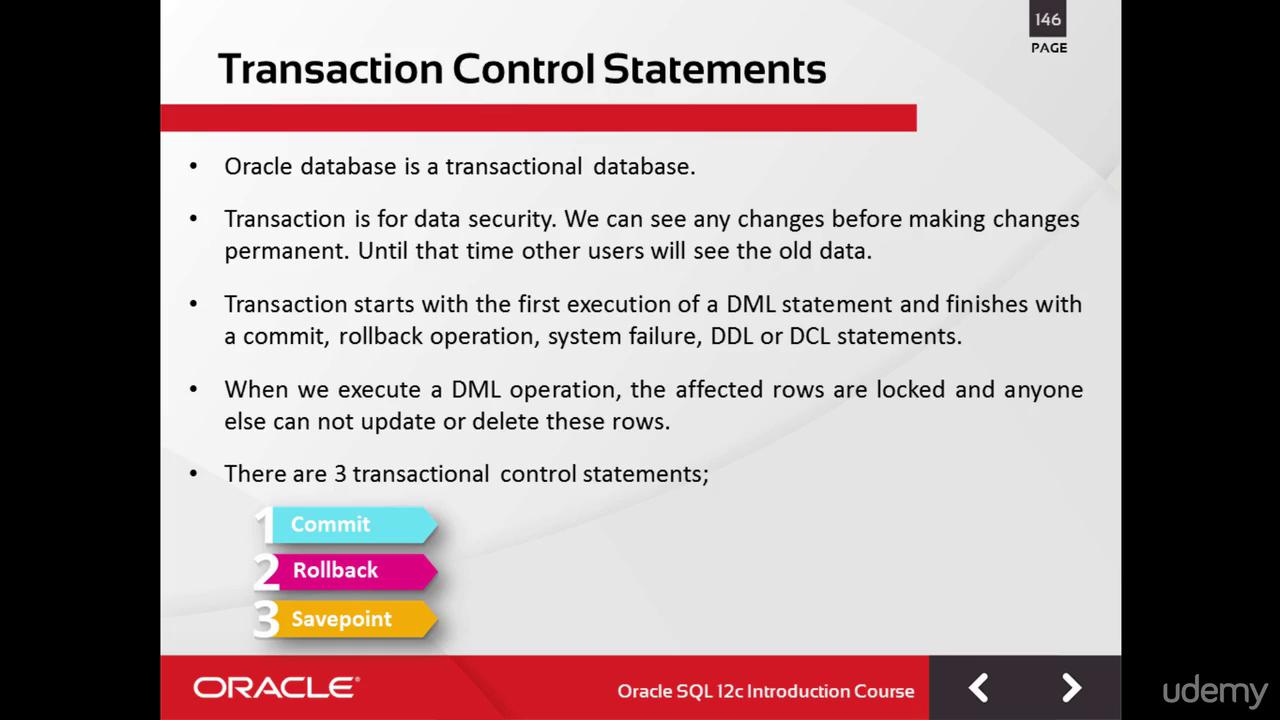 146
PAGE
Transaction Control Statements
• Oracle database is a transactional database.
• Transaction is for data security. We can see any changes before making changes
permanent. Until that time other users will see the old data.
• Transaction starts with the first execution of a DML statement and finishes with
a commit, rollback operation, system failure, DDL or DCL statements.
• When we execute a DML operation, the affected rows are locked and anyone
else can not update or delete these rows.
• There are 3 transactional control statements;
1 Commit
2 Rollback
3 Savepoint
ORACLE®
Oracle SQL 12c Introduction Course
udemy